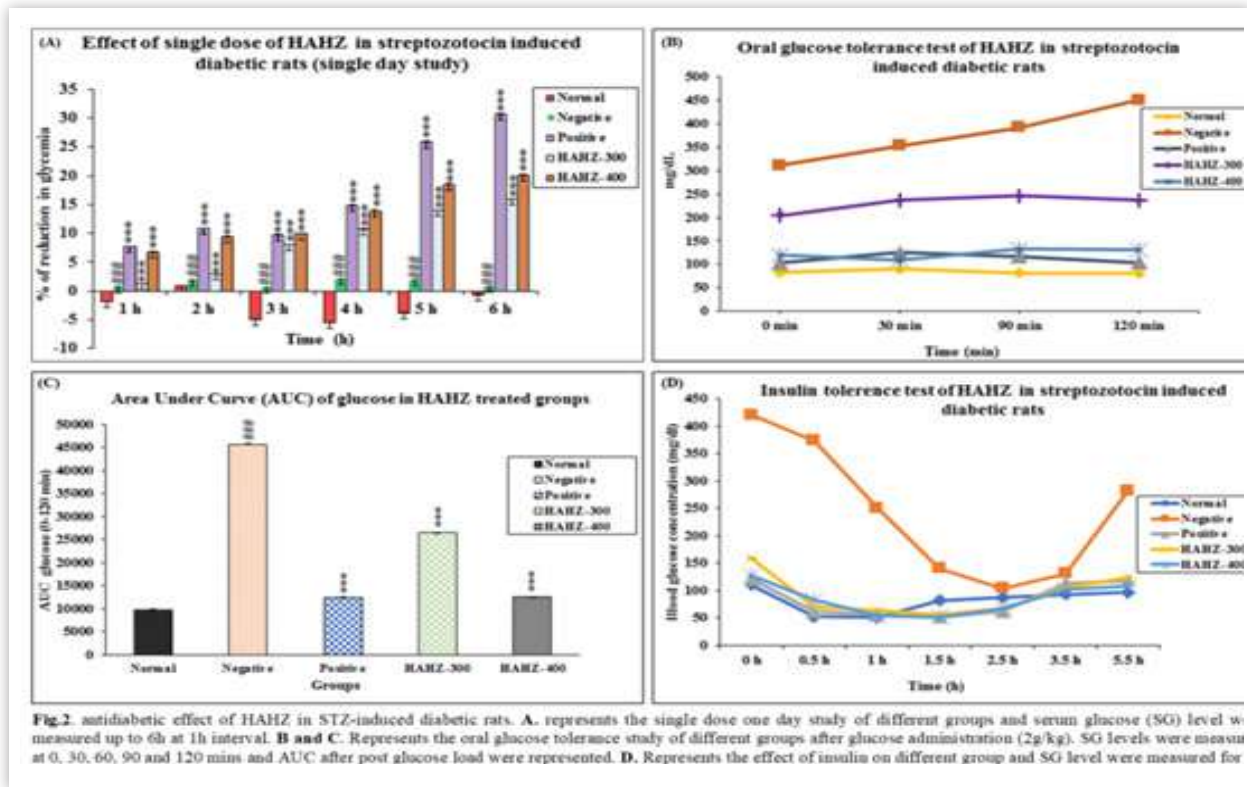 (A) Effect of single dose of HAHZ in streptozotocin induced
diabetic rats (single day study)
% of reduction in glycemia
35
30
25
20
15
10
5
0
-5
-10
***
###
1 h
2 h
3 h
4 h
5 h
6 h
Time (h)
Normal
Negative
Positive
HAHZ-300
HAHZ-400
(B)
Oral glucose tolerance test of HAHZ in streptozotocin
induced diabetic rats
mg/dL
500
450
400
350
300
250
200
150
100
50
0
0 min
30 min
90 min
120 min
Time (min)
Normal
Negative
Positive
HAHZ-300
HAHZ-400
(C)
Area Under Curve (AUC) of glucose in HAHZ treated groups
AUC glucose (0-120 min)
50000
45000
40000
35000
30000
25000
20000
15000
10000
5000
0
###
***
***
***
Normal
Negative
Positive
HAHZ-300
HAHZ-400
Groups
Normal
Negative
Positive
HAHZ-300
HAHZ-400
(D)
Insulin tolerence test of HAHZ in streptozotocin induced
diabetic rats
Blood glucose concentration (mg/dl)
450
400
350
300
250
200
150
100
50
0
0 h
0.5 h
1 h
1.5 h
2.5 h
3.5 h
5.5 h
Time (h)
Normal
Negative
Positive
HAHZ-300
HAHZ-400
Fig.2. antidiabetic effect of HAHZ in STZ-induced diabetic rats. A. represents the single dose one day study of different groups and serum glucose (SG) level we
measured up to 6h at 1h interval. B and C. Represents the oral glucose tolerance study of different groups after glucose administration (2g/kg). SG levels were measur
at 0, 30, 60, 90 and 120 mins and AUC after post glucose load were represented. D. Represents the effect of insulin on different group and SG level were measured for